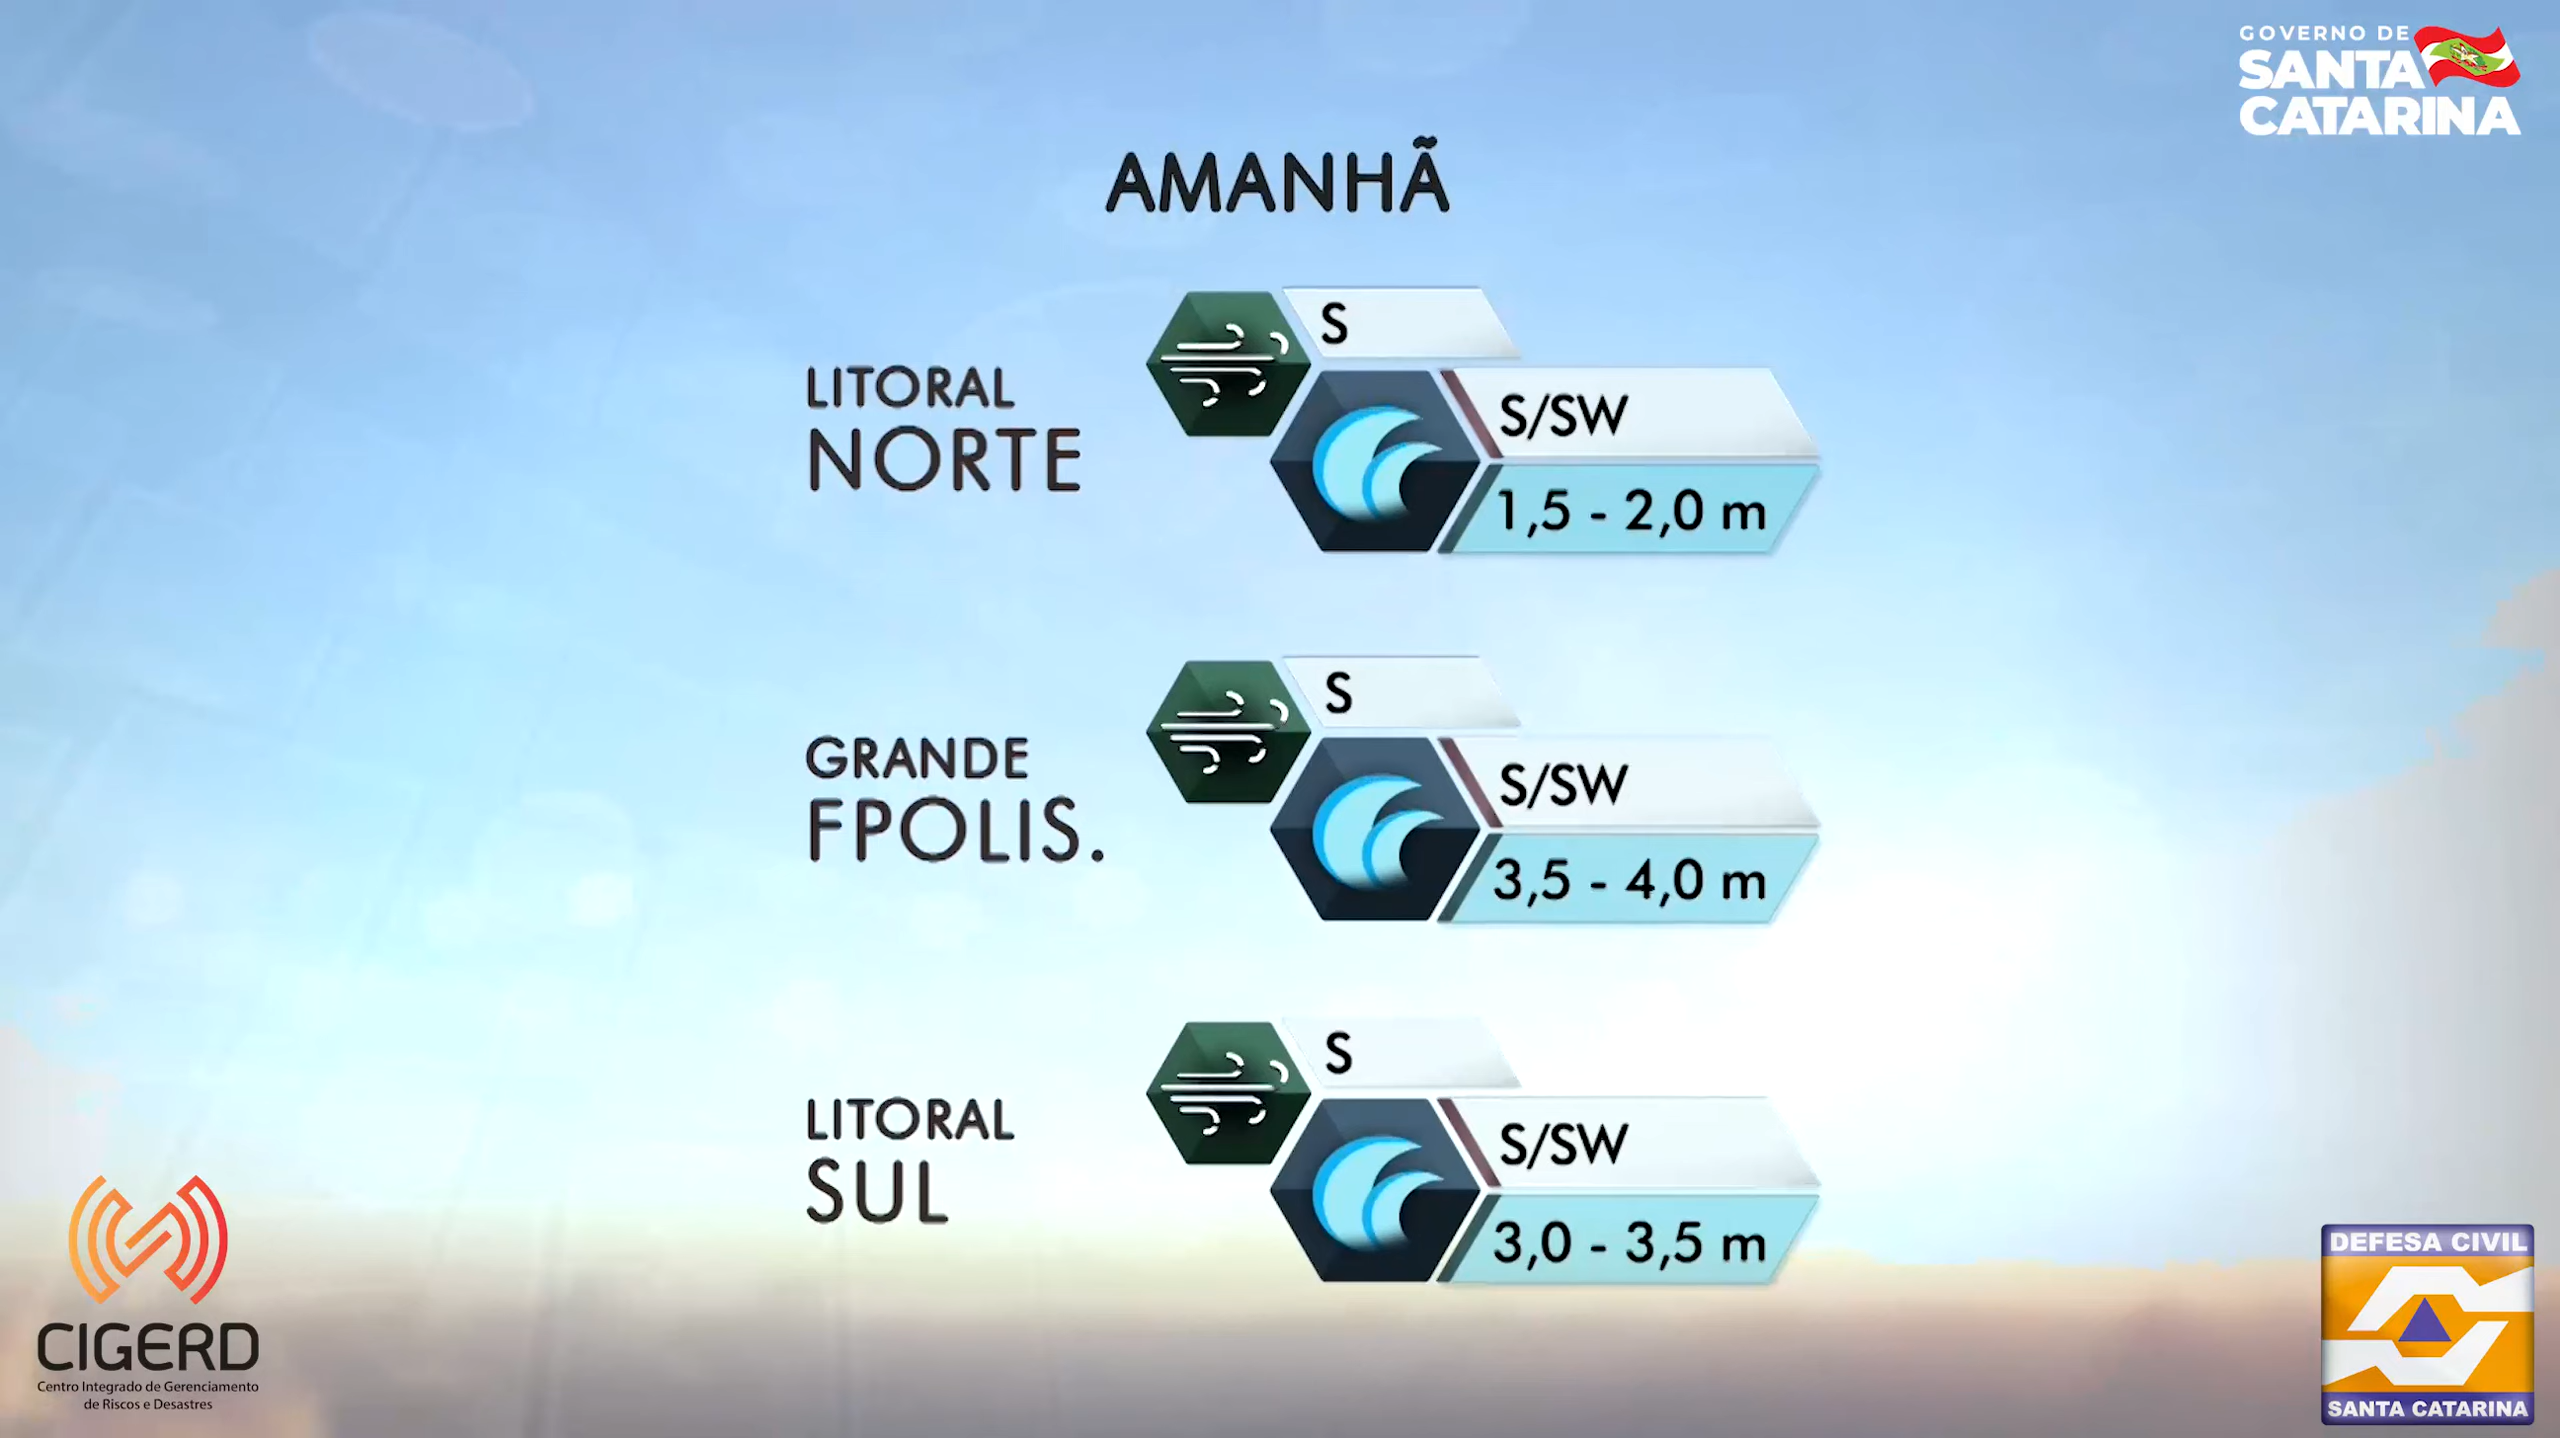 GOVERNO DE
SANTA
CATARINA
AMANHÃ
LITORAL
NORTE
S
S/SW
1,5 - 2,0 m
GRANDE
FPOLIS.
S
S/SW
3,5 - 4,0 m
LITORAL
SUL
S
S/SW
3,0 - 3,5 m
CIGERD
Centro Integrado de Gerenciamento
de Riscos e Desastres
DEFESA CIVIL
SANTA CATARINA